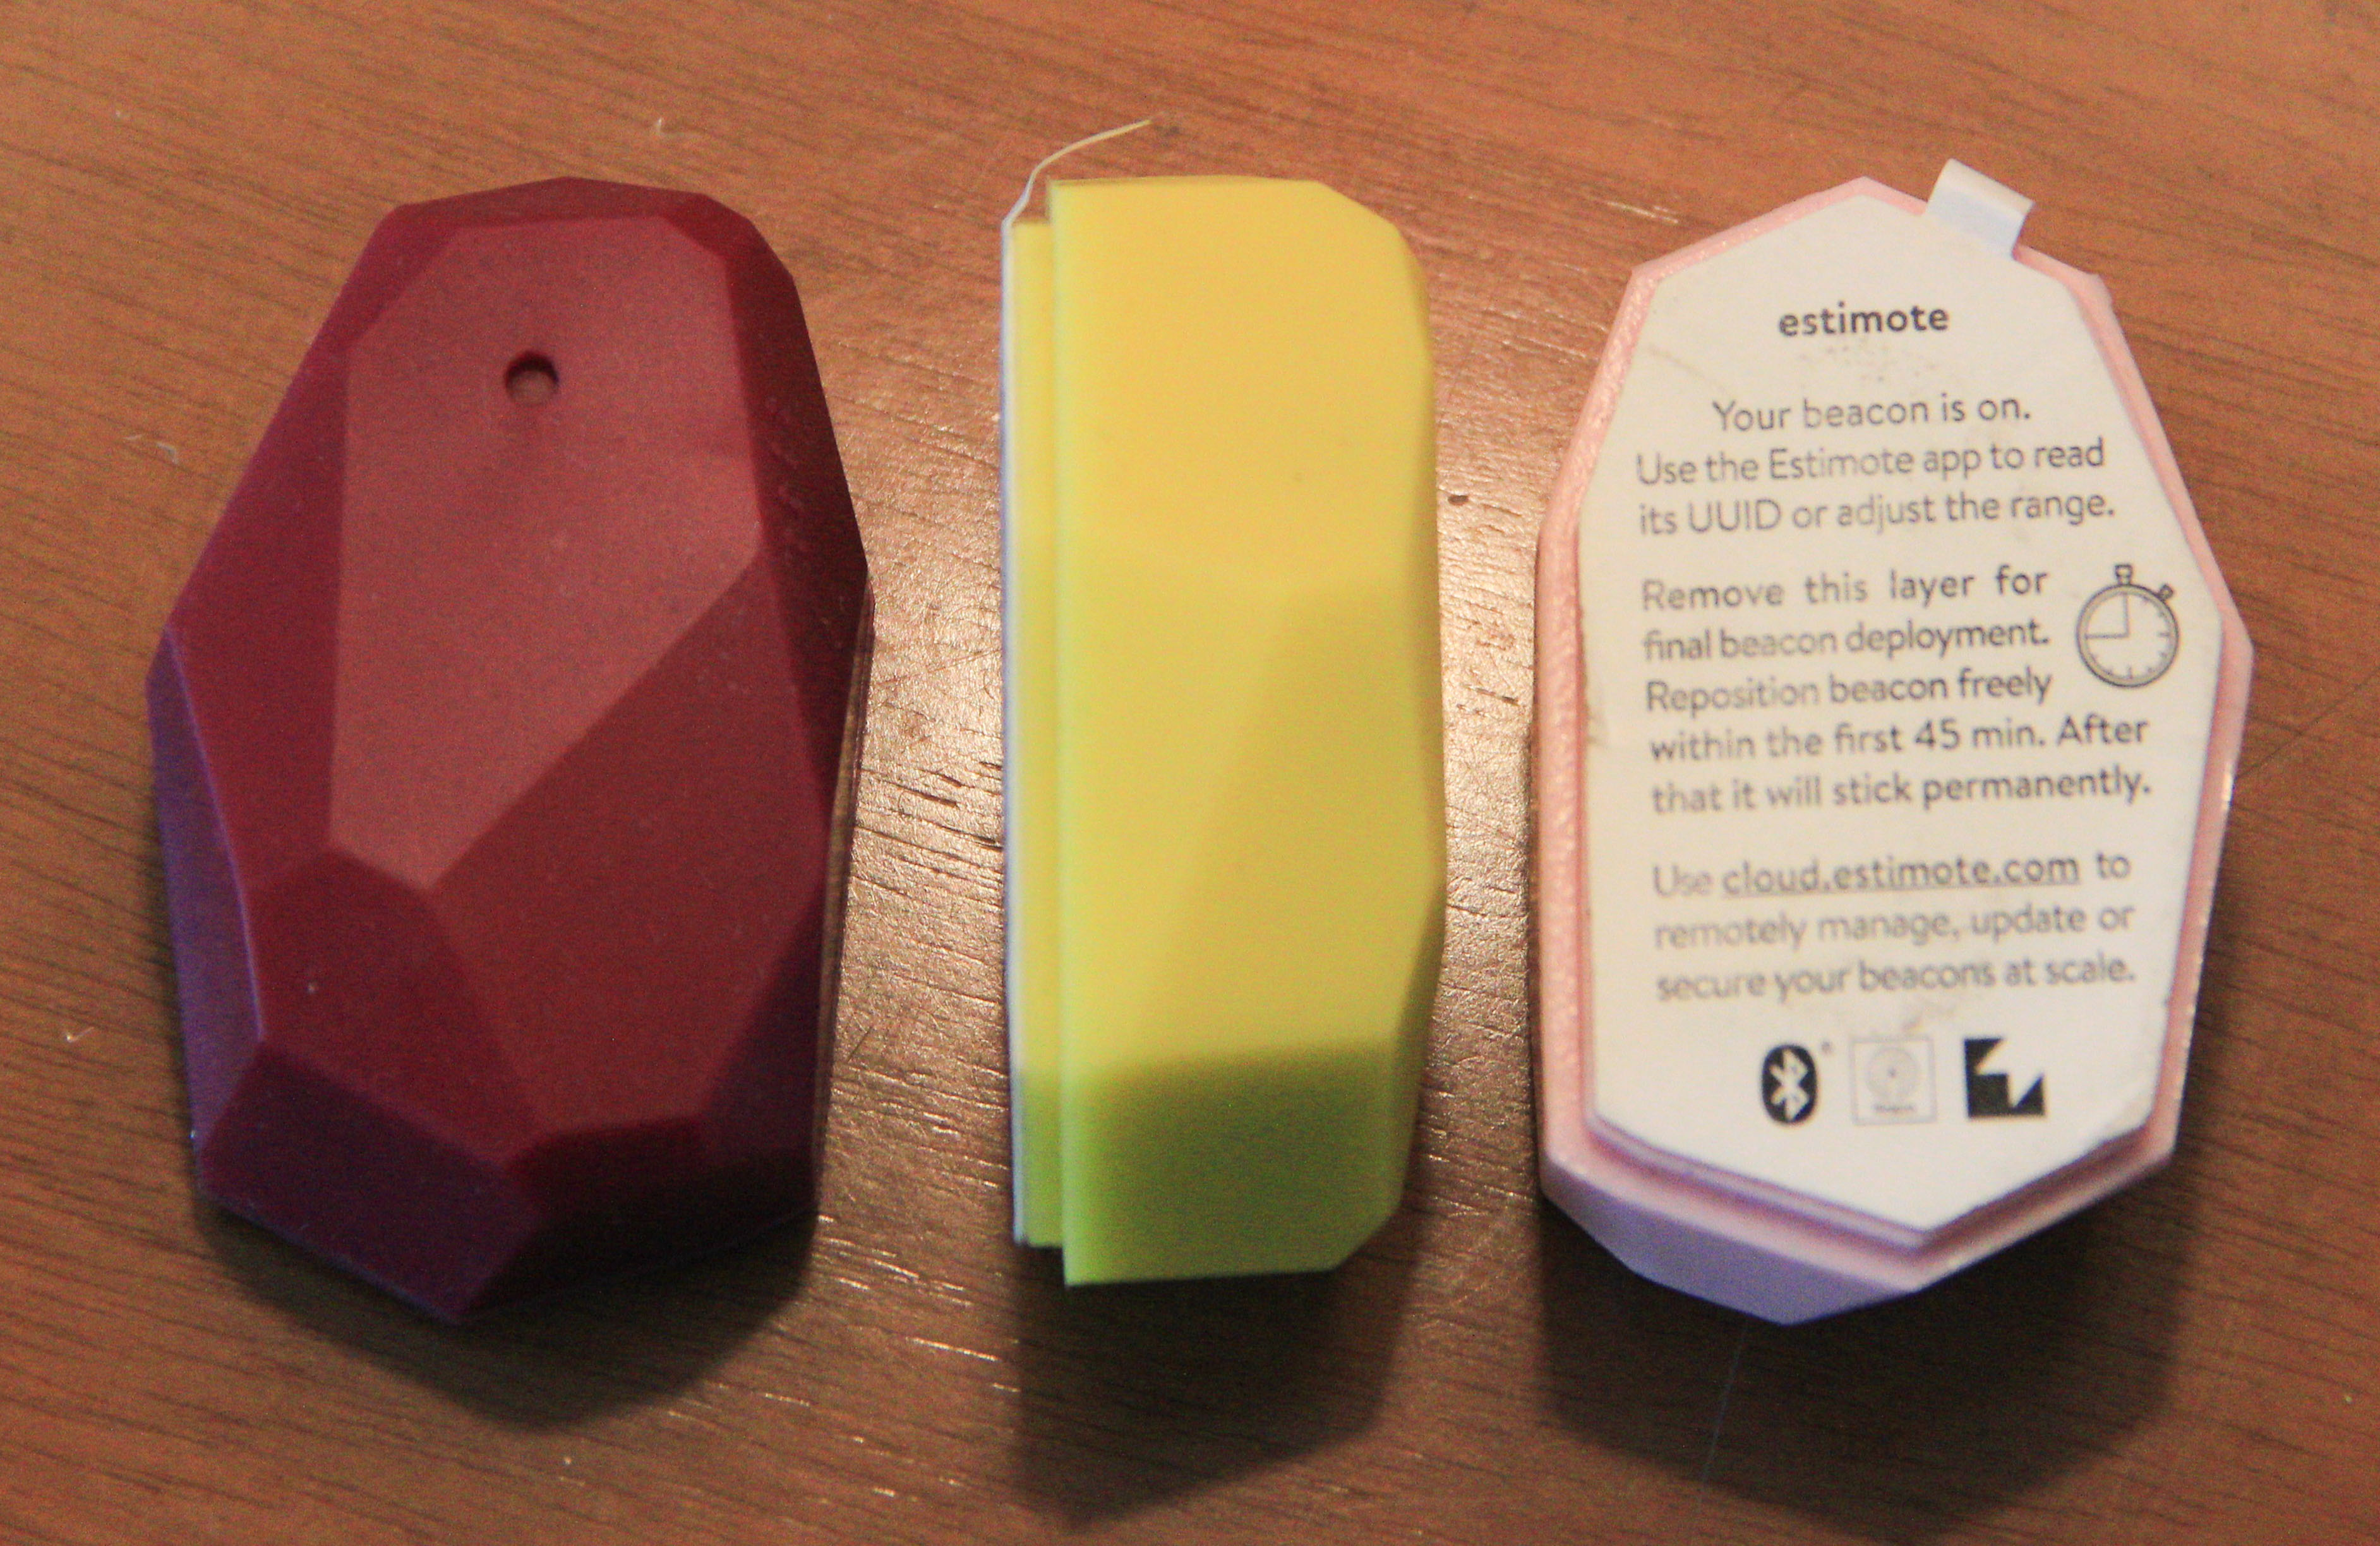 estimote
Your beacon is on.
Use the Estimote app to read
its UUID or adjust the range.
Remove this layer for
final beacon deployment.
Reposition beacon freely
within the first 45 min. After
that it will stick permanently.
Use cloud.estimote.com to
remotely manage, update or
secure your beacons at scale.